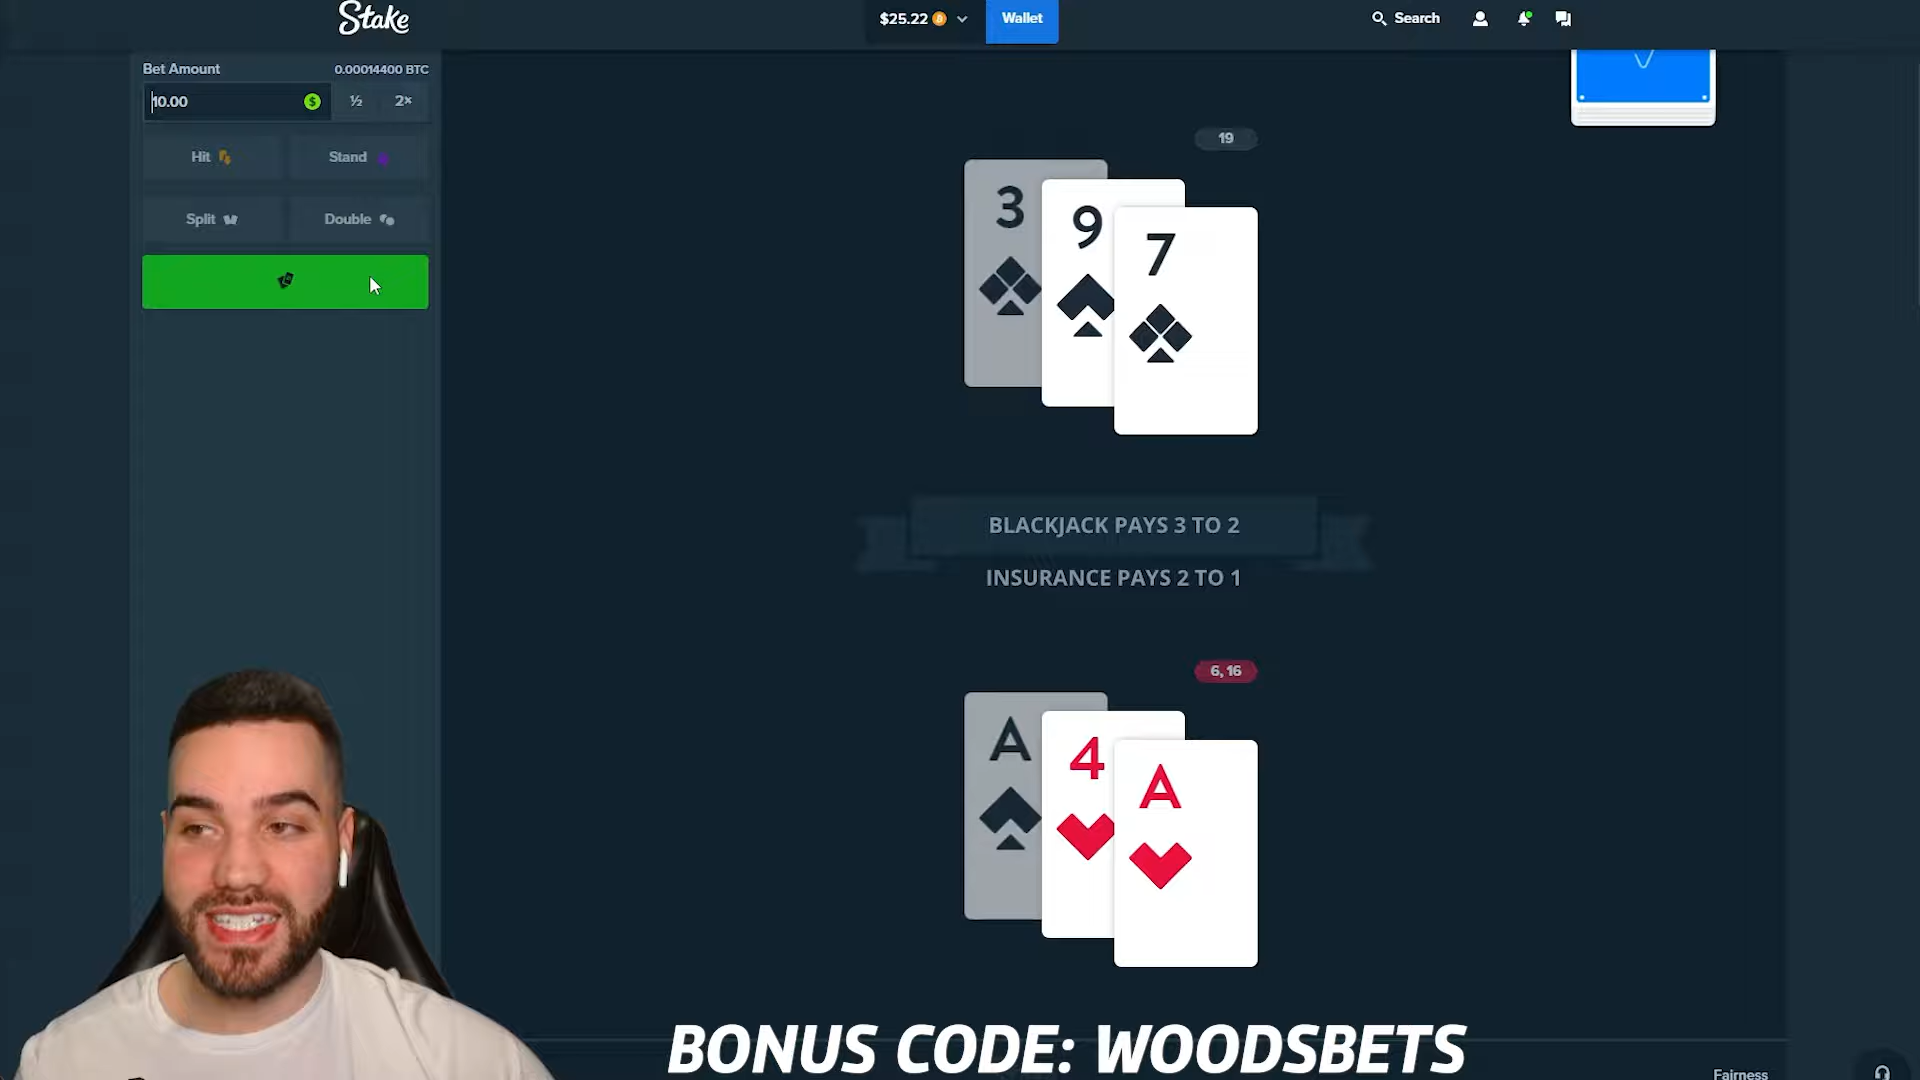 Stake
$25.22
Wallet
Search
Bet Amount
0.00014400 BTC
10.00
½
2×
Hit
Stand
Split
Double
19
3
9
7
BLACKJACK PAYS 3 TO 2
INSURANCE PAYS 2 TO 1
6, 16
A
4
A
BONUS CODE: WOODSBETS
Fairness